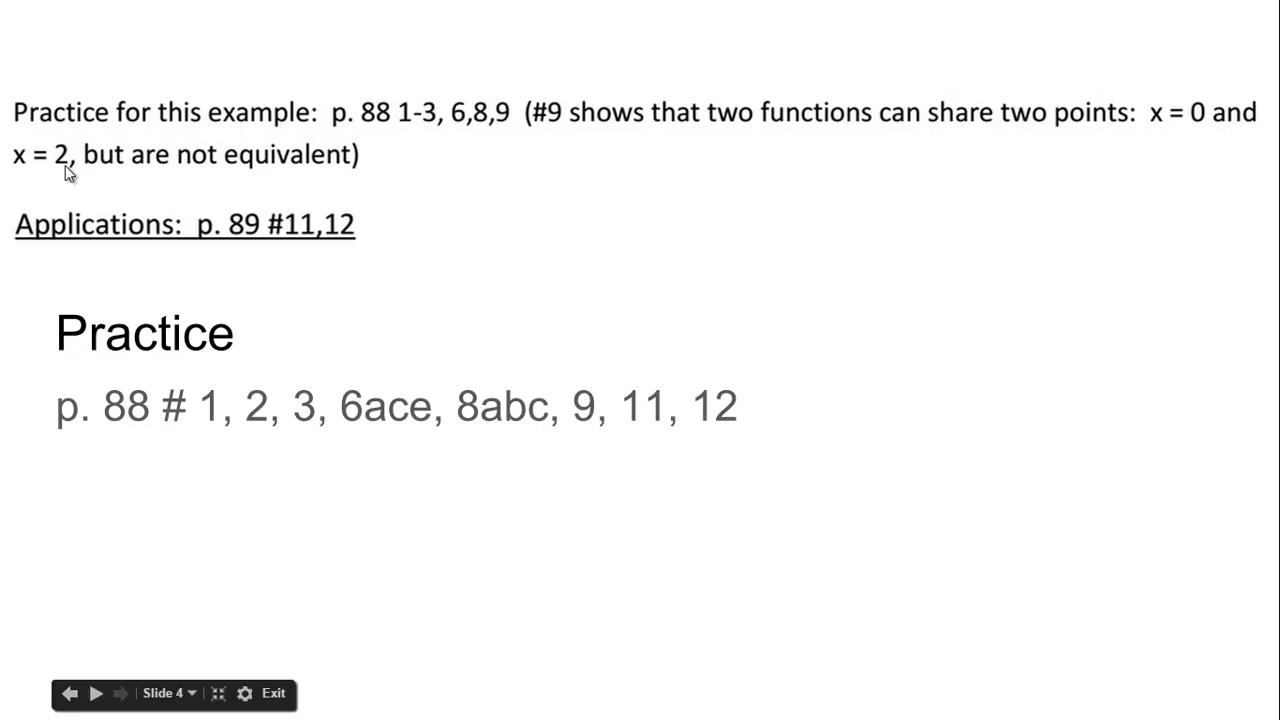 Practice for this example:  p. 88 1-3, 6,8,9  (#9 shows that two functions can share two points:  x = 0 and
x = 2, but are not equivalent)
Applications:  p. 89 #11,12
Practice
p. 88 # 1, 2, 3, 6ace, 8abc, 9, 11, 12
Slide 4 Exit